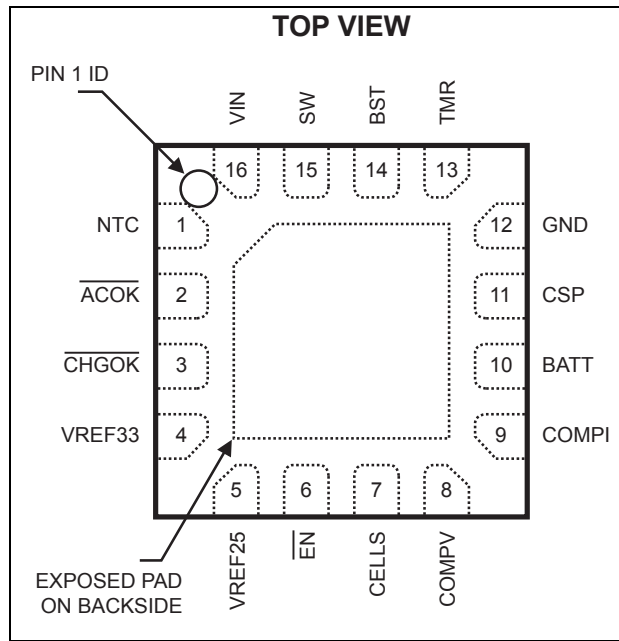 TOP VIEW
PIN 1 ID
VIN
SW
BST
TMR
16
15
14
13
NTC
1
12
GND
ACOK
2
11
CSP
CHGOK
3
10
BATT
VREF33
4
9
COMPI
5
6
7
8
VREF25
EN
CELLS
COMPV
EXPOSED PAD
ON BACKSIDE